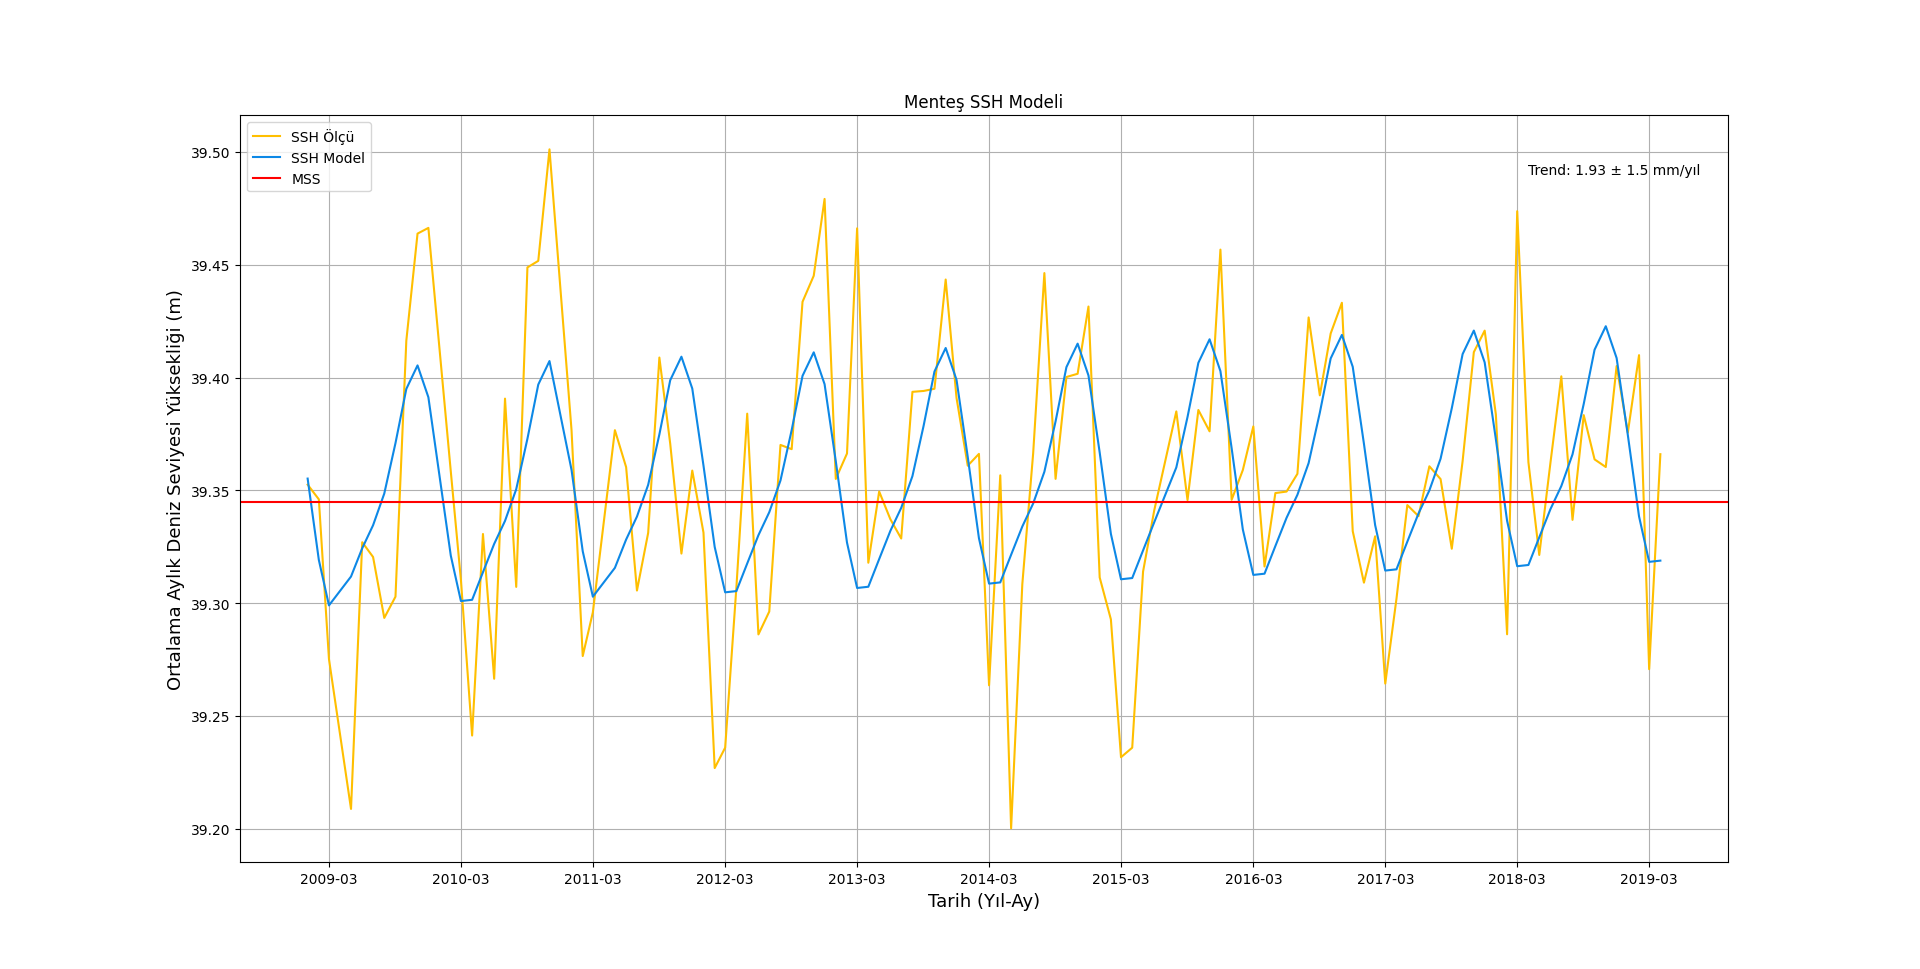 Menteş SSH Modeli
SSH Ölçü
SSH Model
MSS
Trend: 1.93 ± 1.5 mm/yıl
Ortalama Aylık Deniz Seviyesi Yüksekliği (m)
39.50
39.45
39.40
39.35
39.30
39.25
39.20
2009-03 2010-03 2011-03 2012-03 2013-03 2014-03 2015-03 2016-03 2017-03 2018-03 2019-03
Tarih (Yıl-Ay)